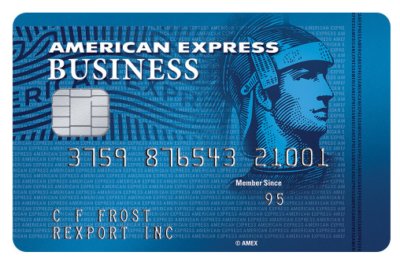 AMERICAN EXPRESS
BUSINESS
3759 876543 21001
Member Since
95
C F FROST
REXPORT INC
© AMEX